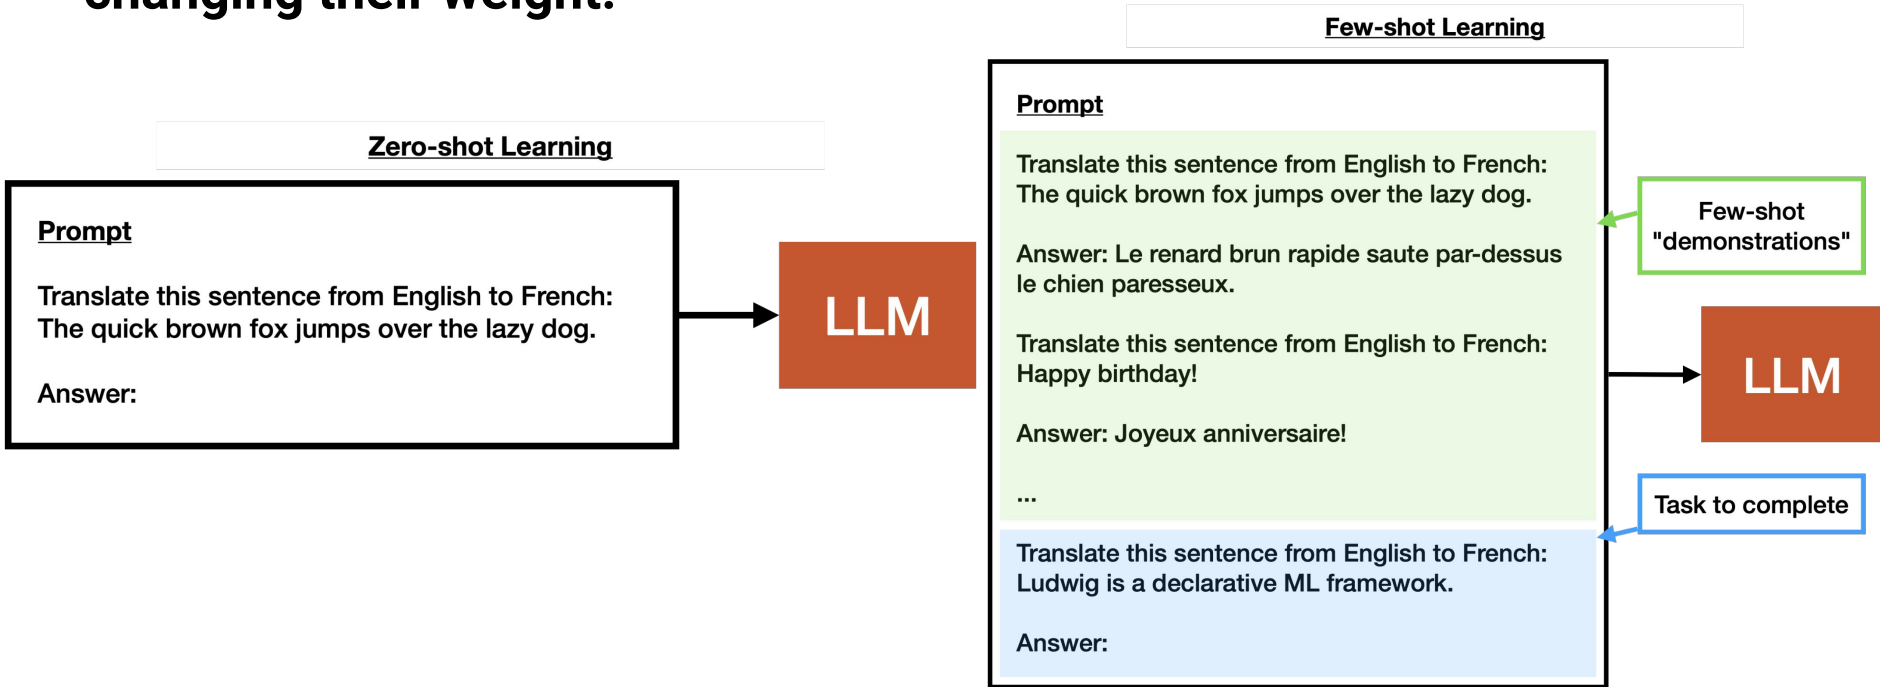 changing their weight.
Zero-shot Learning
Prompt
Translate this sentence from English to French:
The quick brown fox jumps over the lazy dog.
Answer:
LLM
Few-shot Learning
Prompt
Translate this sentence from English to French:
The quick brown fox jumps over the lazy dog.
Answer: Le renard brun rapide saute par-dessus
le chien paresseux.
Translate this sentence from English to French:
Happy birthday!
Answer: Joyeux anniversaire!
...
Translate this sentence from English to French:
Ludwig is a declarative ML framework.
Answer:
Few-shot
"demonstrations"
LLM
Task to complete